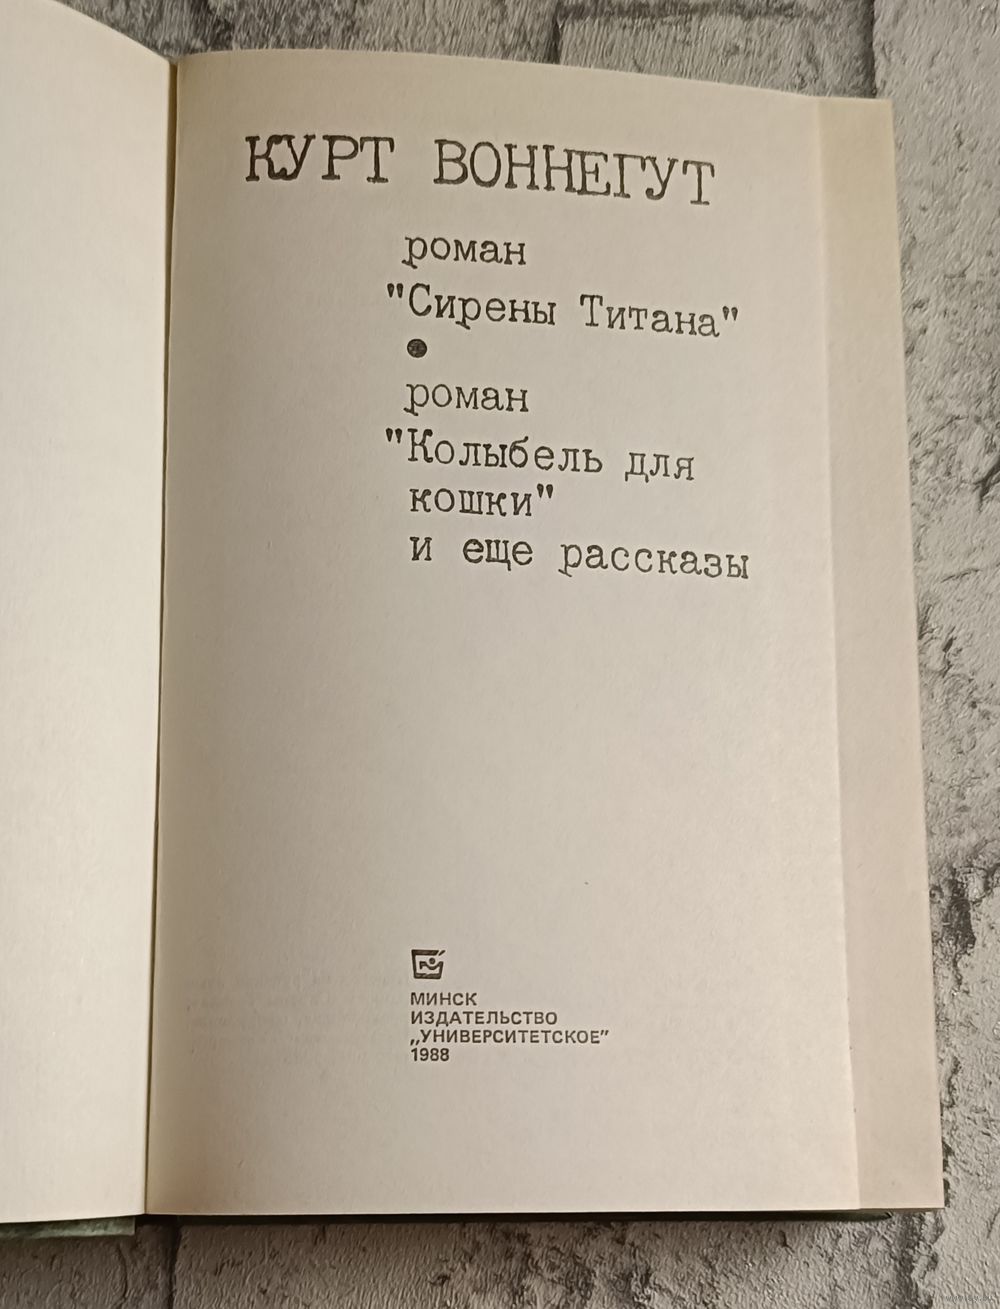 КУРТ ВОННЕГУТ
роман
"Сирены Титана"
●
роман
"Колыбель для
кошки"
и еще рассказы
МИНСК
ИЗДАТЕЛЬСТВО
„УНИВЕРСИТЕТСКОЕ”
1988